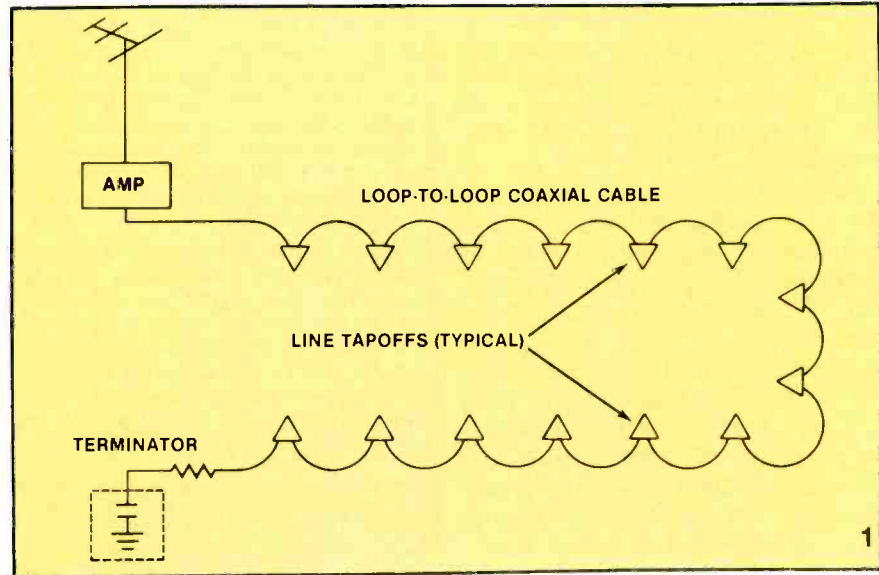 AMP
LOOP-TO-LOOP COAXIAL CABLE
LINE TAPOFFS (TYPICAL)
TERMINATOR
1